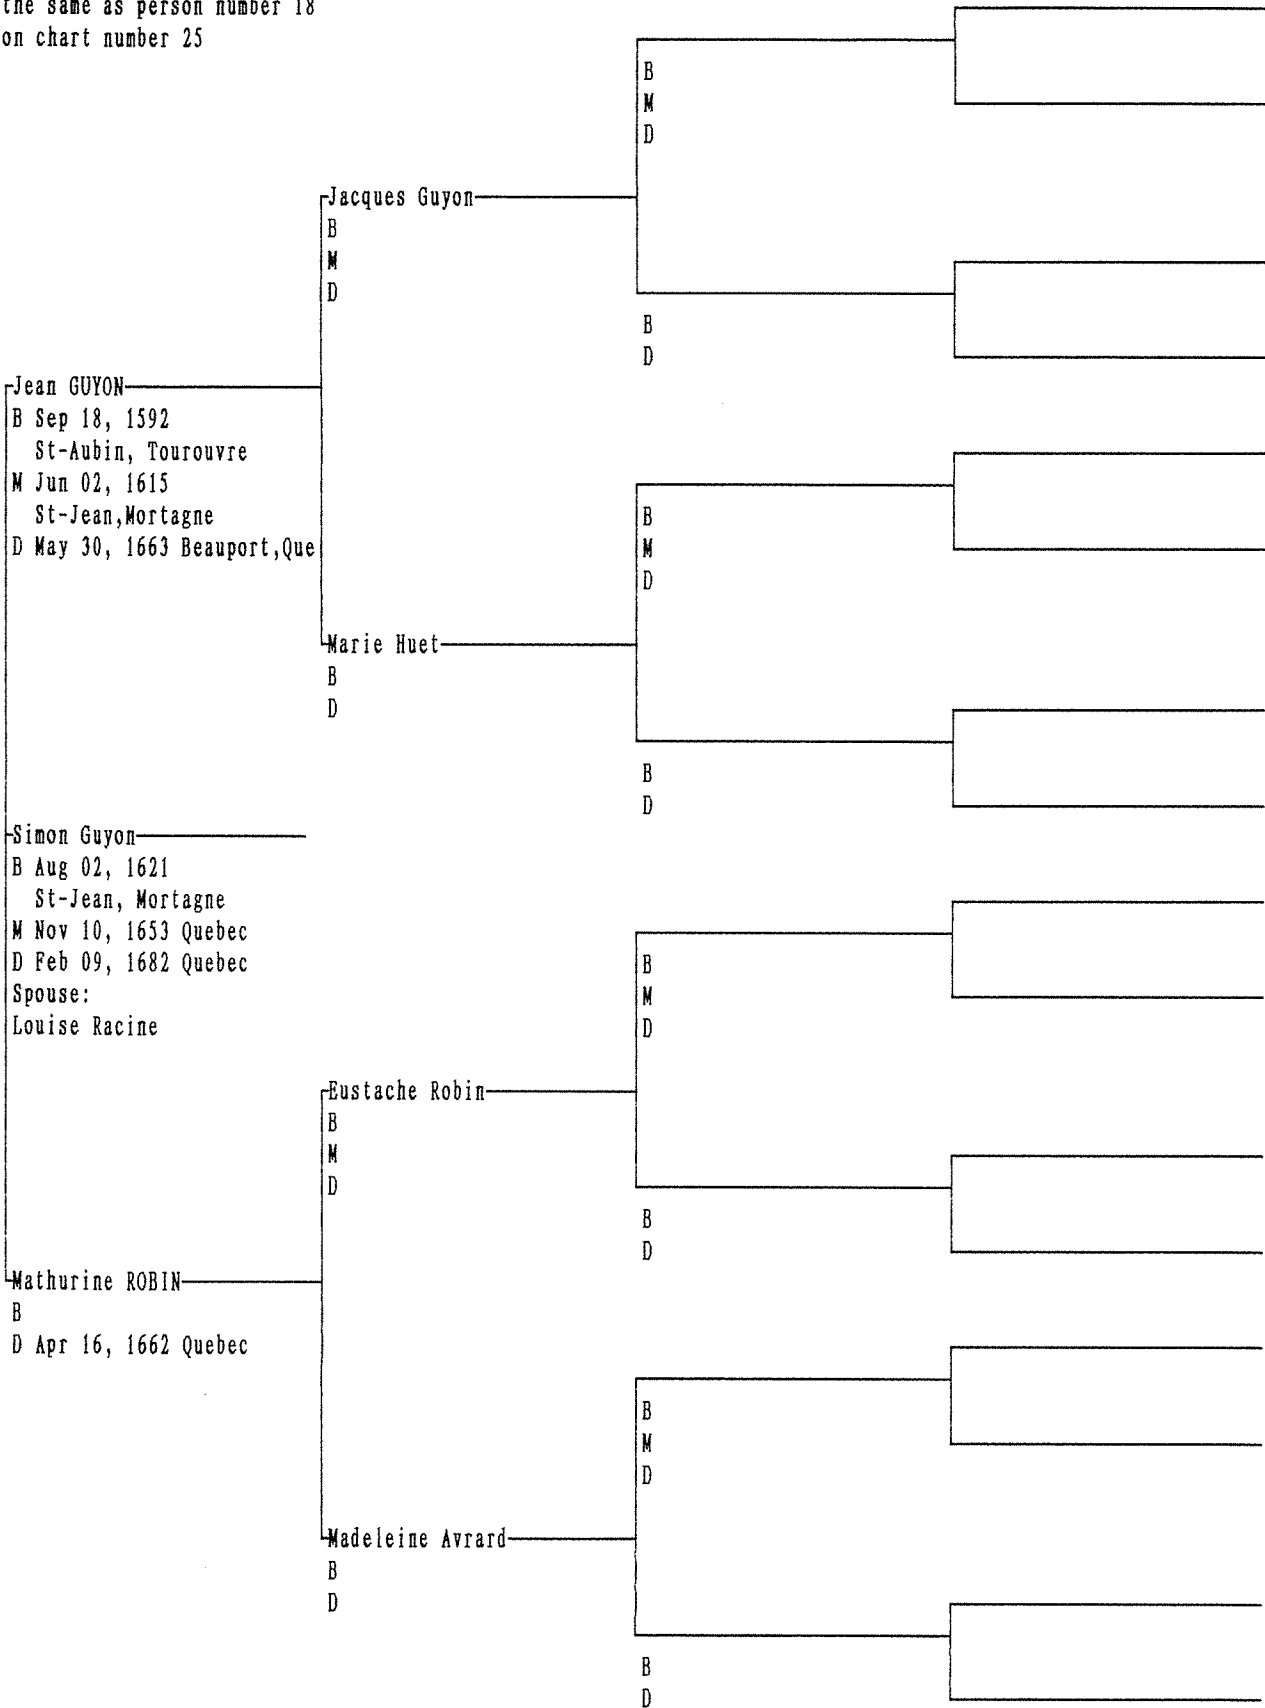 the same as person number 18
on chart number 25
B
M
D
Jacques Guyon
B
M
D
B
D
Jean GUYON
B Sep 18, 1592
St-Aubin, Tourouvre
M Jun 02, 1615
St-Jean,Mortagne
D May 30, 1663 Beauport,Que
B
M
D
Marie Huet
B
D
B
D
Simon Guyon
B Aug 02, 1621
St-Jean, Mortagne
M Nov 10, 1653 Quebec
D Feb 09, 1682 Quebec
Spouse:
Louise Racine
B
M
D
Eustache Robin
B
M
D
B
D
Mathurine ROBIN
B
D Apr 16, 1662 Quebec
B
M
D
Madeleine Avrard
B
D
B
D